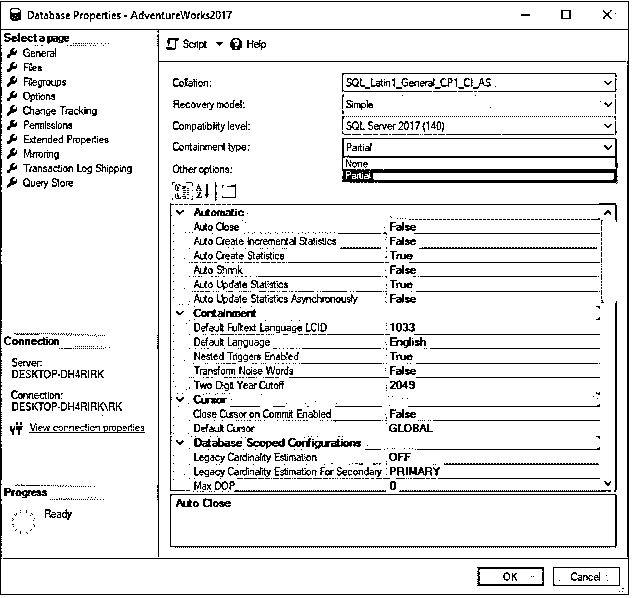 Database Properties - AdventureWorks2017
Select a page
General
Files
Filegroups
Options
Change Tracking
Permissions
Extended Properties
Mirroring
Transaction Log Shipping
Query Store
Connection
Server:
DESKTOP-DH4RIRK
Connection:
DESKTOP-DH4RIRK\RK
View connection properties
Progress
Ready
Script Help
Collation: SQL_Latin1_General_CP1_CI_AS
Recovery model: Simple
Compatibility level: SQL Server 2017 (140)
Containment type: Partial
None
Partial
Other options:
Automatic
Auto Close False
Auto Create Incremental Statistics False
Auto Create Statistics True
Auto Shrink False
Auto Update Statistics True
Auto Update Statistics Asynchronously False
Containment
Default Fulltext Language LCID 1033
Default Language English
Nested Triggers Enabled True
Transform Noise Words False
Two Digit Year Cutoff 2049
Cursor
Close Cursor on Commit Enabled False
Default Cursor GLOBAL
Database Scoped Configurations
Legacy Cardinality Estimation OFF
Legacy Cardinality Estimation For Secondary PRIMARY
Max DOP 0
Auto Close
OK Cancel